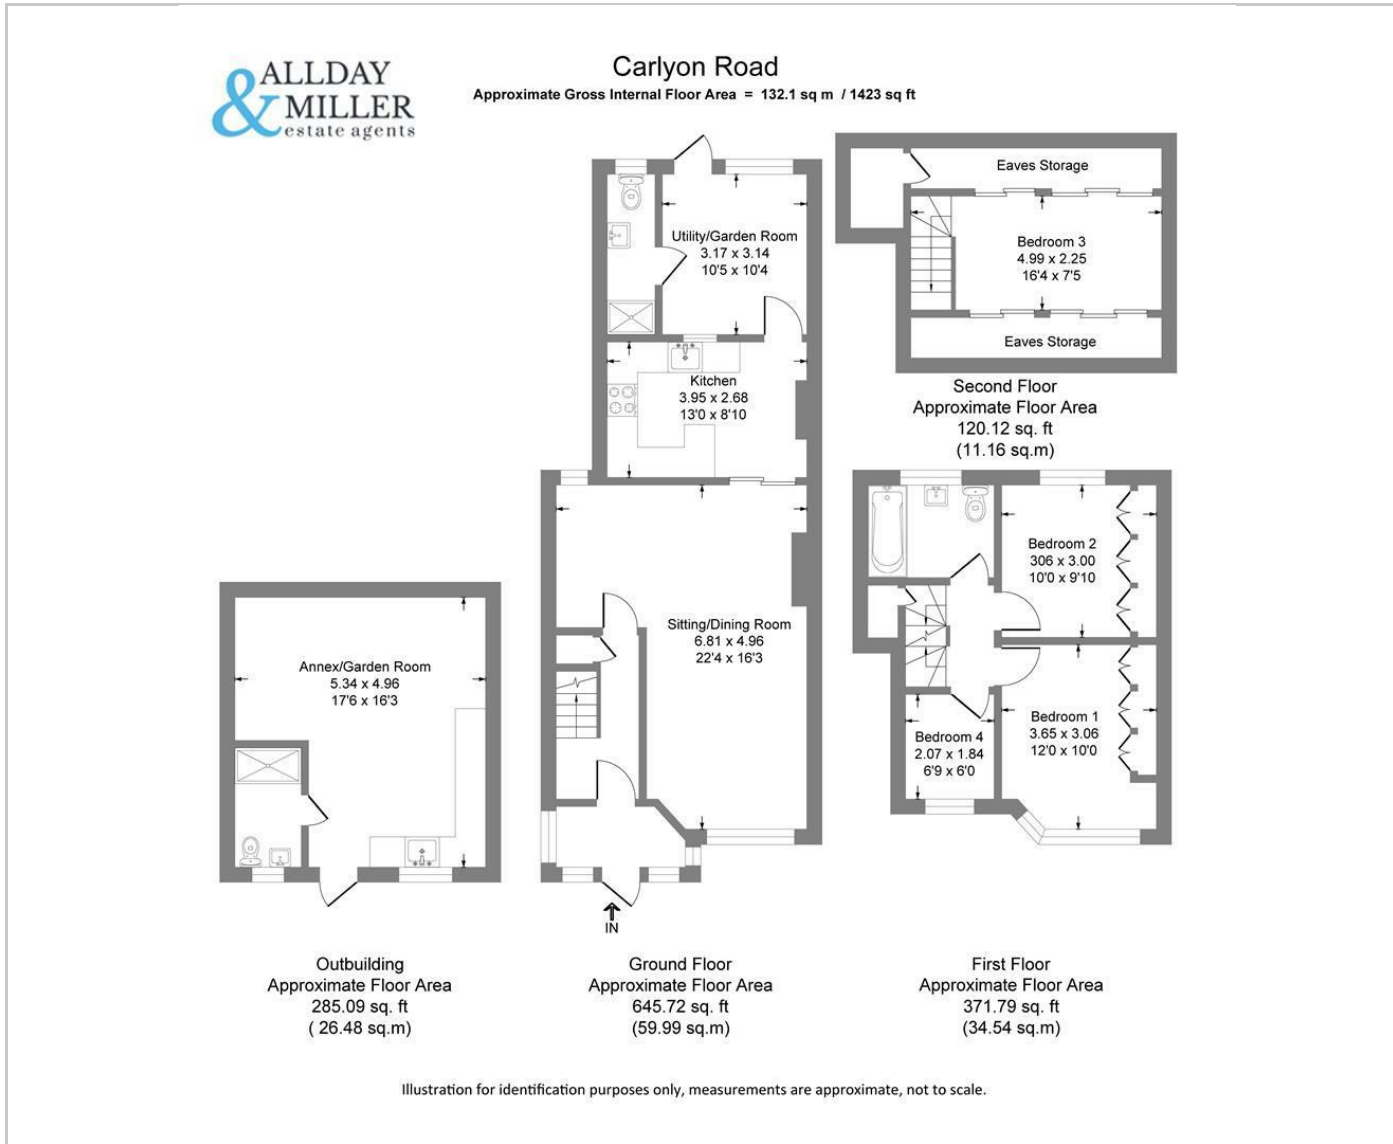 ALLDAY
& MILLER
estate agents
Carlyon Road
Approximate Gross Internal Floor Area = 132.1 sq m / 1423 sq ft
Utility/Garden Room
3.17 x 3.14
10'5 x 10'4
Kitchen
3.95 x 2.68
13'0 x 8'10
Sitting/Dining Room
6.81 x 4.96
22'4 x 16'3
IN
Eaves Storage
Bedroom 3
4.99 x 2.25
16'4 x 7'5
Eaves Storage
Second Floor
Approximate Floor Area
120.12 sq. ft
(11.16 sq.m)
Bedroom 2
306 x 3.00
10'0 x 9'10
Bedroom 1
3.65 x 3.06
12'0 x 10'0
Bedroom 4
2.07 x 1.84
6'9 x 6'0
Annex/Garden Room
5.34 x 4.96
17'6 x 16'3
Outbuilding
Approximate Floor Area
285.09 sq. ft
( 26.48 sq.m)
Ground Floor
Approximate Floor Area
645.72 sq. ft
(59.99 sq.m)
First Floor
Approximate Floor Area
371.79 sq. ft
(34.54 sq.m)
Illustration for identification purposes only, measurements are approximate, not to scale.